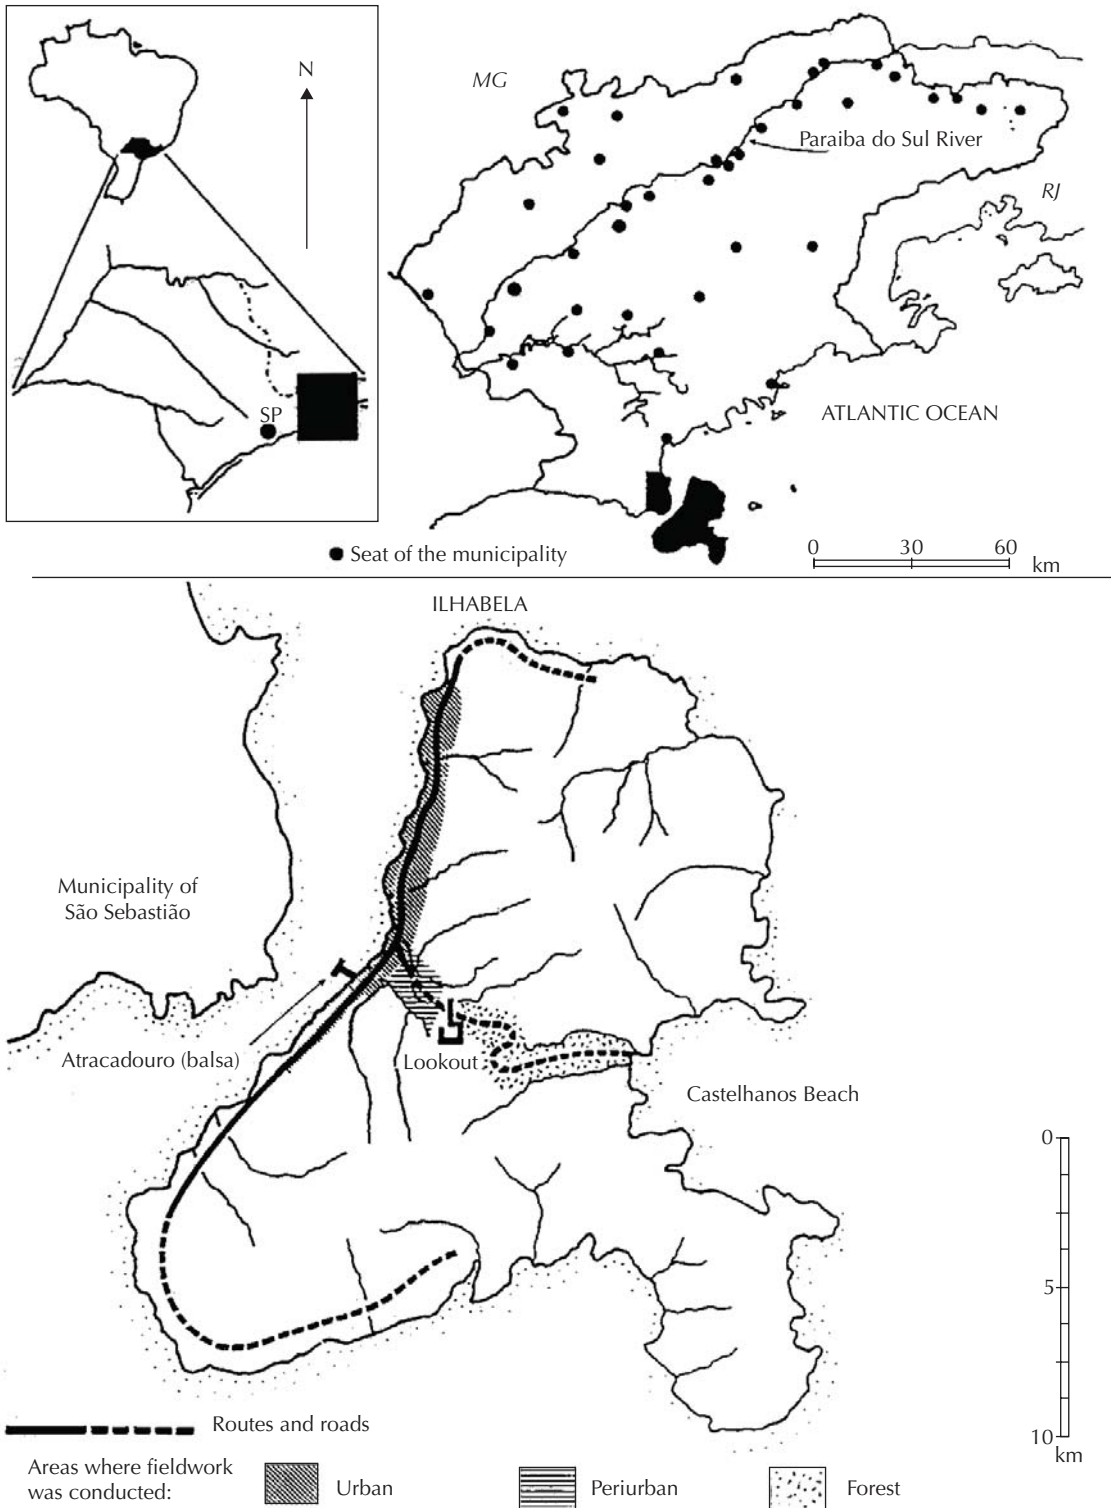 N
SP
MG
Paraiba do Sul River
RJ
ATLANTIC OCEAN
Seat of the municipality
0 30 60
km
ILHABELA
Municipality of
São Sebastião
Atracadouro (balsa)
Lookout
Castelhanos Beach
0
5
10
km
Routes and roads
Areas where fieldwork
was conducted:
Urban
Periurban
Forest